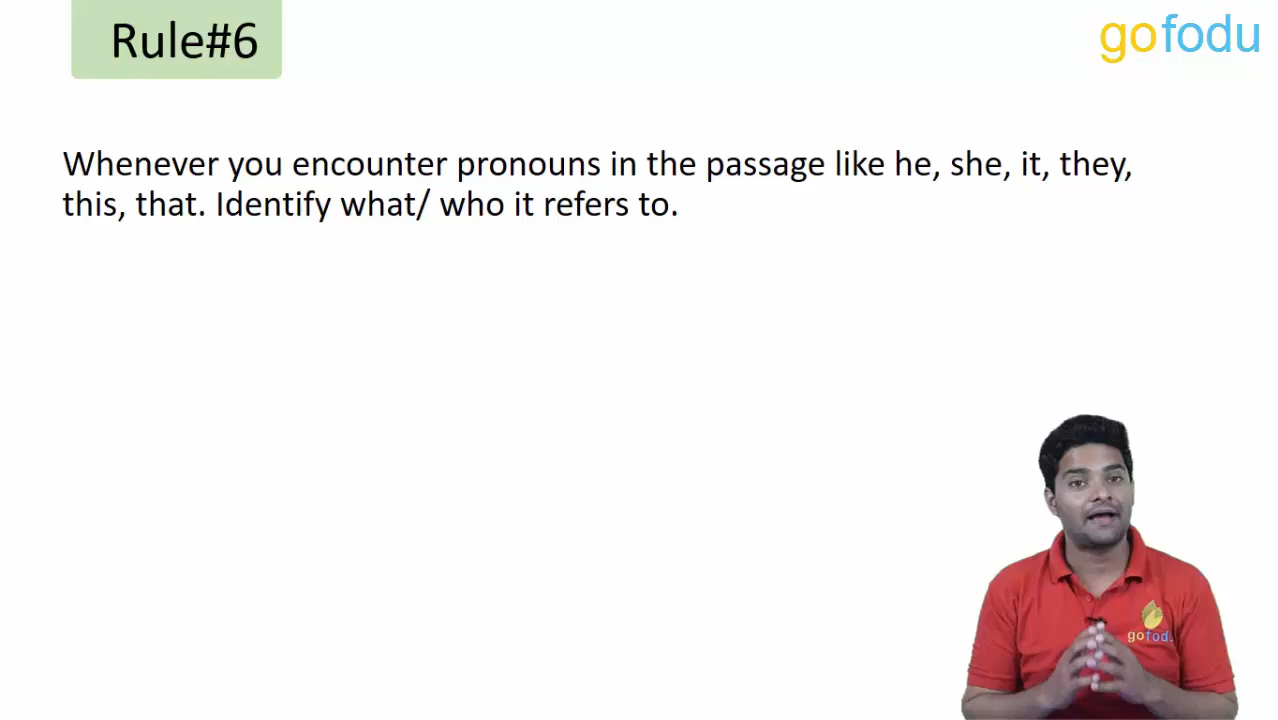 Rule#6
gofodu
Whenever you encounter pronouns in the passage like he, she, it, they,
this, that. Identify what/ who it refers to.
gofodu